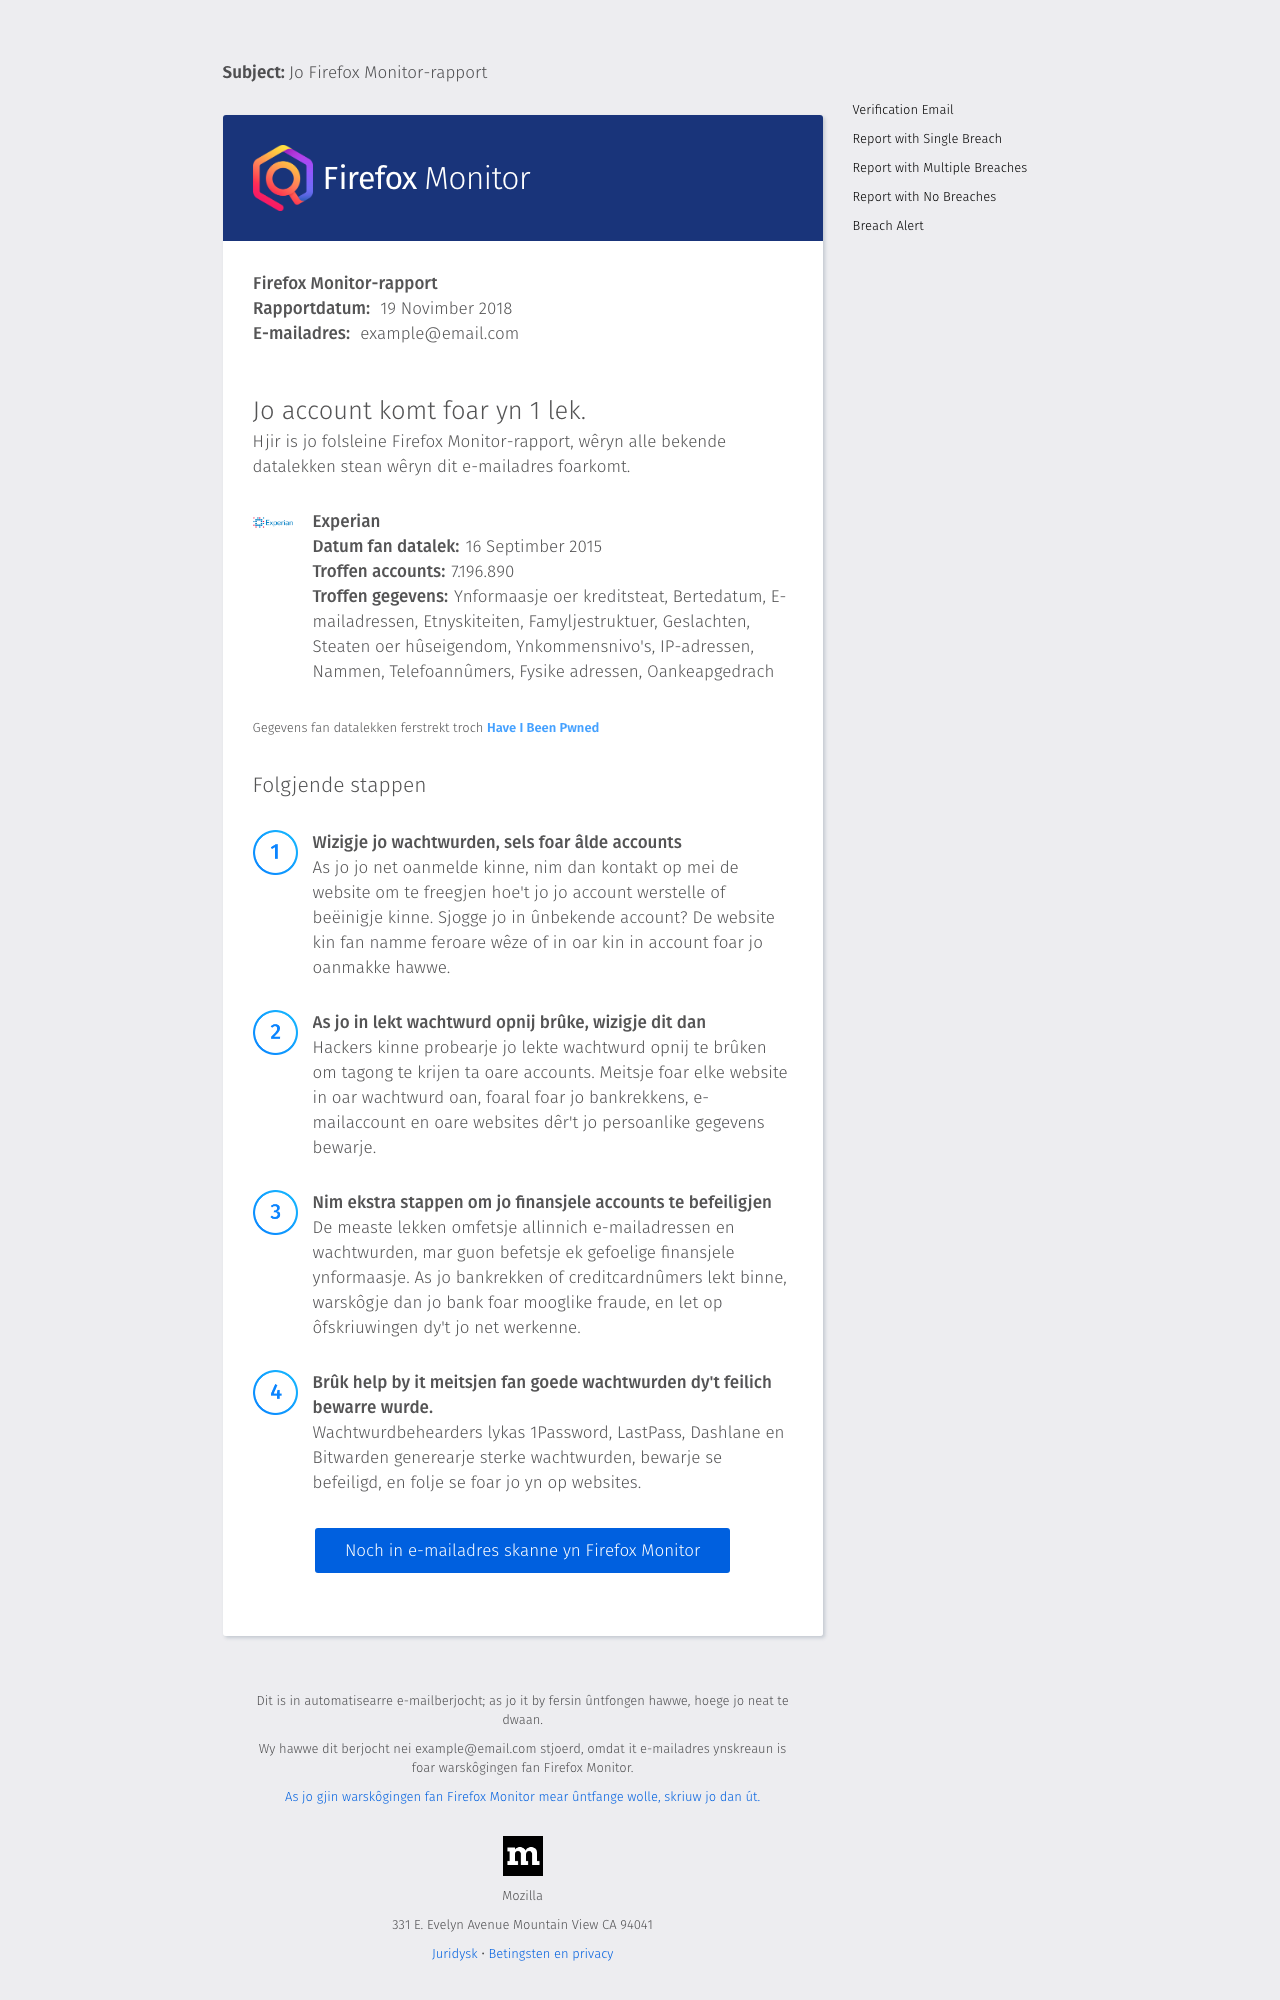 Subject: Jo Firefox Monitor-rapport
Verification Email
Report with Single Breach
Report with Multiple Breaches
Report with No Breaches
Breach Alert
Firefox Monitor
Firefox Monitor-rapport
Rapportdatum: 19 Novimber 2018
E-mailadres: example@email.com
Jo account komt foar yn 1 lek.
Hjir is jo folsleine Firefox Monitor-rapport, wêryn alle bekende
datalekken stean wêryn dit e-mailadres foarkomt.
Experian
Experian
Datum fan datalek: 16 Septimber 2015
Troffen accounts: 7.196.890
Troffen gegevens: Ynformaasje oer kreditsteat, Bertedatum, E-
mailadressen, Etnyskiteiten, Famyljestruktuer, Geslachten,
Steaten oer hûseigendom, Ynkommensnivo's, IP-adressen,
Nammen, Telefoannûmers, Fysike adressen, Oankeapgedrach
Gegevens fan datalekken ferstrekt troch Have I Been Pwned
Folgjende stappen
1
Wizigje jo wachtwurden, sels foar âlde accounts
As jo jo net oanmelde kinne, nim dan kontakt op mei de
website om te freegjen hoe't jo jo account werstelle of
beëinigje kinne. Sjogge jo in ûnbekende account? De website
kin fan namme feroare wêze of in oar kin in account foar jo
oanmakke hawwe.
2
As jo in lekt wachtwurd opnij brûke, wizigje dit dan
Hackers kinne probearje jo lekte wachtwurd opnij te brûken
om tagong te krijen ta oare accounts. Meitsje foar elke website
in oar wachtwurd oan, foaral foar jo bankrekkens, e-
mailaccount en oare websites dêr't jo persoanlike gegevens
bewarje.
3
Nim ekstra stappen om jo finansjele accounts te befeiligjen
De measte lekken omfetsje allinnich e-mailadressen en
wachtwurden, mar guon befetsje ek gefoelige finansjele
ynformaasje. As jo bankrekken of creditcardnûmers lekt binne,
warskôgje dan jo bank foar mooglike fraude, en let op
ôfskriuwingen dy't jo net werkenne.
4
Brûk help by it meitsjen fan goede wachtwurden dy't feilich
bewarre wurde.
Wachtwurdbehearders lykas 1Password, LastPass, Dashlane en
Bitwarden generearje sterke wachtwurden, bewarje se
befeiligd, en folje se foar jo yn op websites.
Noch in e-mailadres skanne yn Firefox Monitor
Dit is in automatisearre e-mailberjocht; as jo it by fersin ûntfongen hawwe, hoege jo neat te
dwaan.
Wy hawwe dit berjocht nei example@email.com stjoerd, omdat it e-mailadres ynskreaun is
foar warskôgingen fan Firefox Monitor.
As jo gjin warskôgingen fan Firefox Monitor mear ûntfange wolle, skriuw jo dan út.
m
Mozilla
331 E. Evelyn Avenue Mountain View CA 94041
Juridysk • Betingsten en privacy